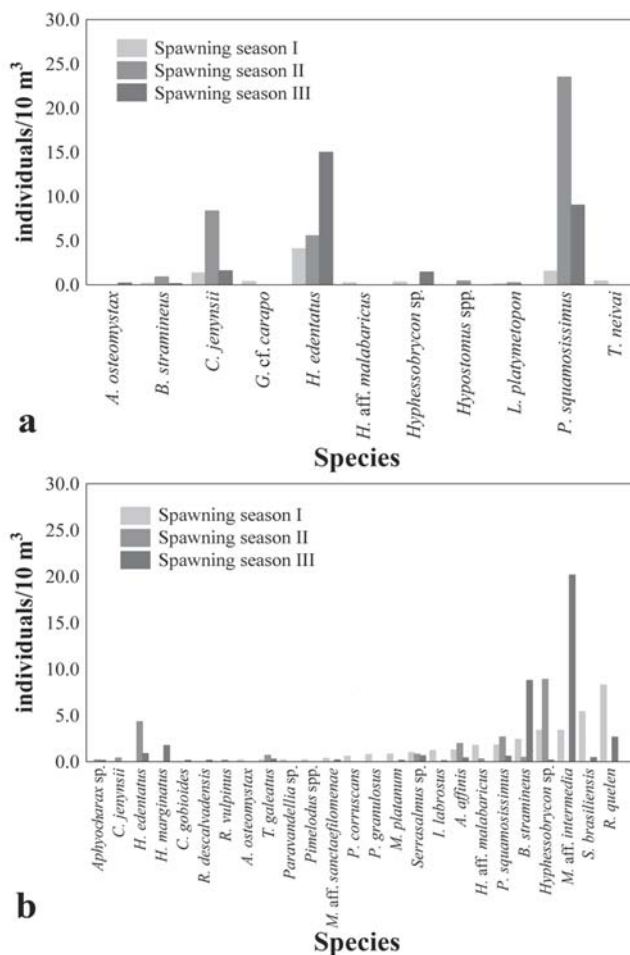 30.0
25.0
20.0
15.0
10.0
5.0
0.0
individuals/10 m³
Spawning season I
Spawning season II
Spawning season III
A. osteomystax
B. stramineus
C. jenynsii
G. cf. carapo
H. edentatus
H. aff. malabaricus
Hyphessobrycon sp.
Hypostomus spp.
L. platymetopon
P. squamosissimus
T. neivai
a
Species
30.0
25.0
20.0
15.0
10.0
5.0
0.0
individuals/10 m³
Spawning season I
Spawning season II
Spawning season III
Aphyocharax sp.
C. jenynsii
H. edentatus
H. marginatus
C. gobioides
R. descalvadensis
R. vulpinus
A. osteomystax
T. galeatus
Paravandellia sp.
Pimelodus spp.
M. aff. sanctaefilomenae
P. corruscans
P. granulosus
M. platanum
Serrasalmus sp.
I. labrosus
A. affinis
H. aff. malabaricus
P. squamosissimus
B. stramineus
Hyphessobrycon sp.
M. aff. intermedia
S. brasiliensis
R. quelen
b
Species